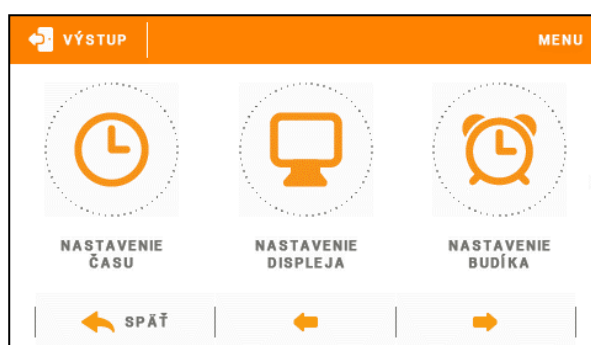 VÝSTUP
MENU
NASTAVENIE
ČASU
NASTAVENIE
DISPLEJA
NASTAVENIE
BUDÍKA
SPÄŤ